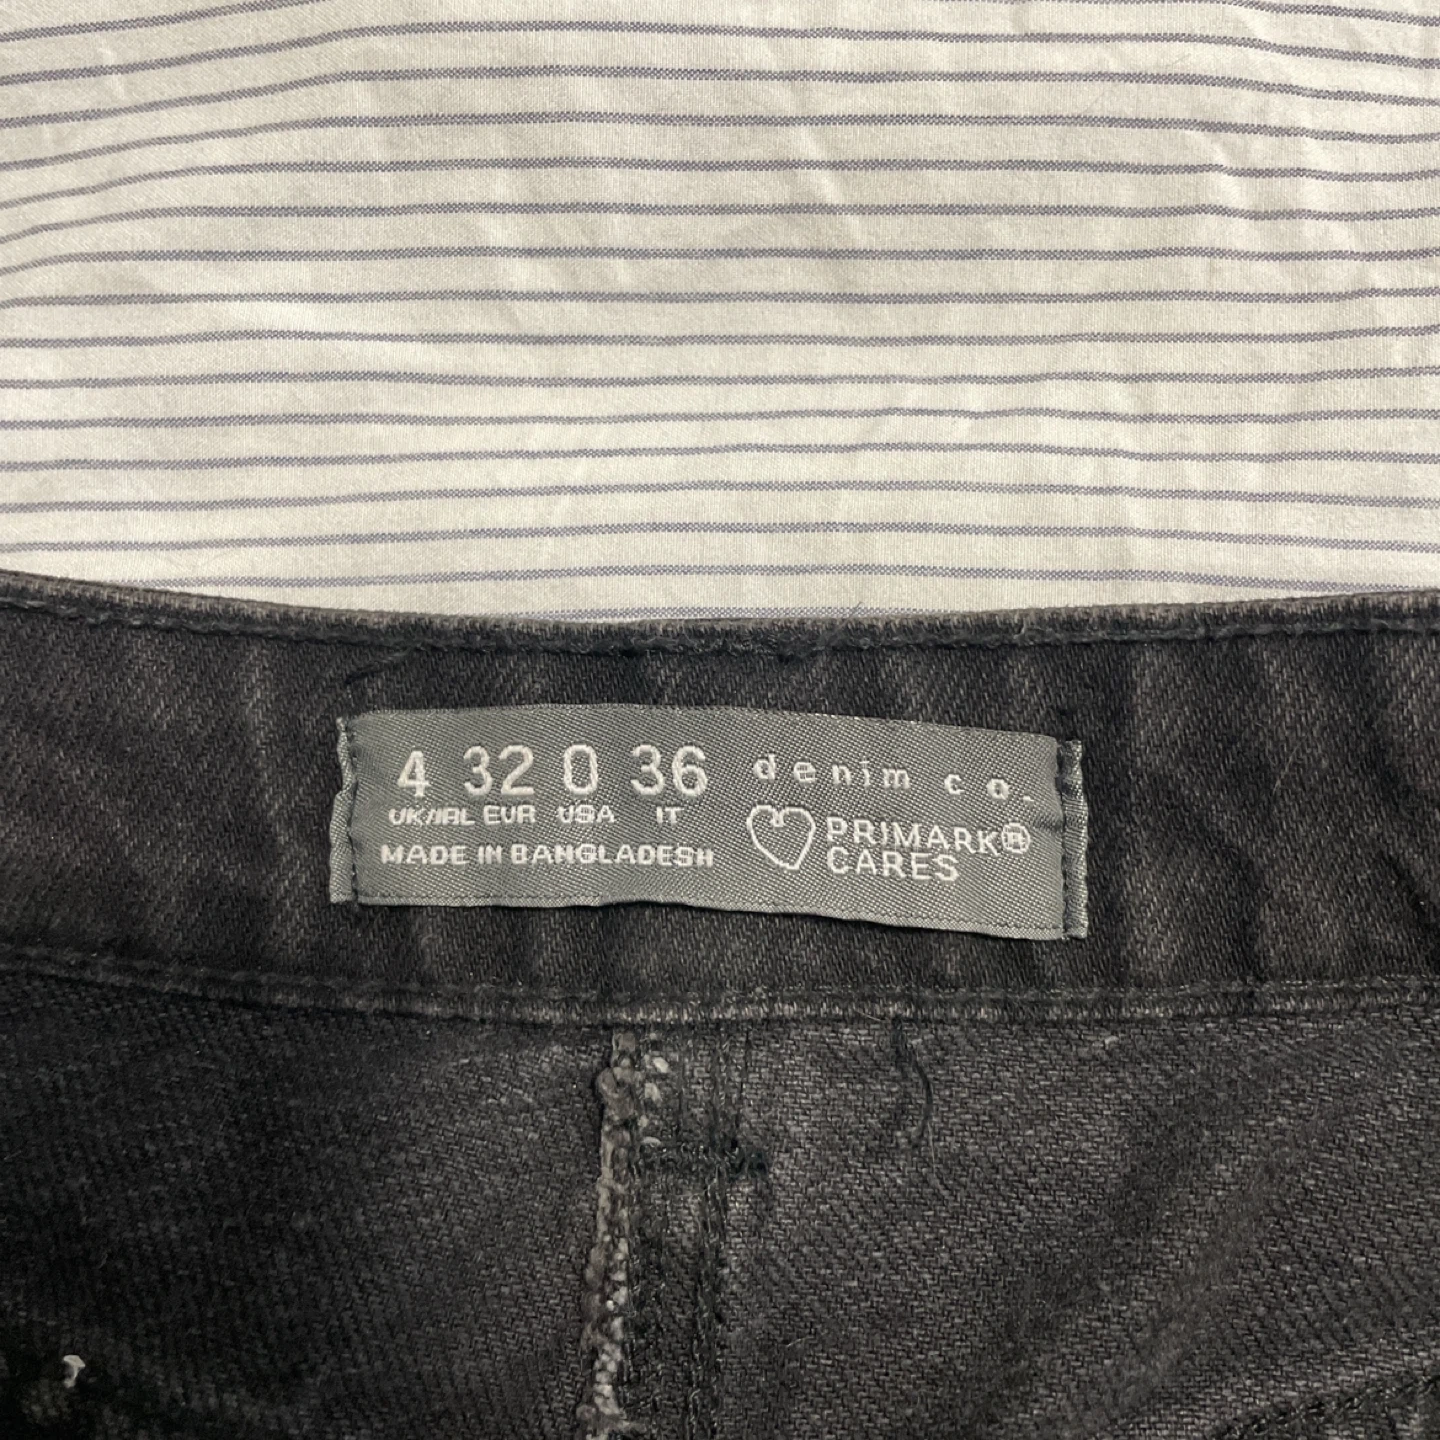 4 32 0 36
UK/IRL EUR USA IT
MADE IN BANGLADESH
denim co.
PRIMARK®
CARES